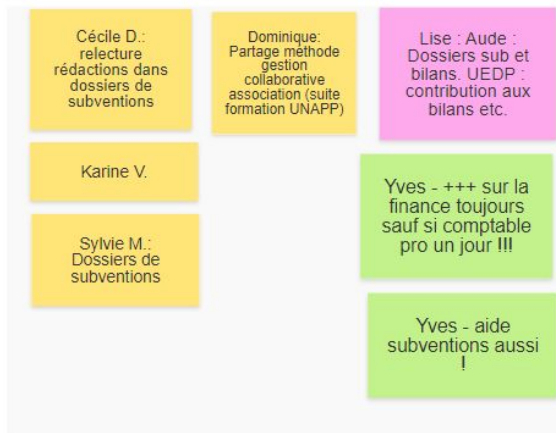 Cécile D.:
relecture
rédactions dans
dossiers de
subventions
Dominique:
Partage méthode
gestion
collaborative
association (suite
formation UNAPP)
Lise : Aude :
Dossiers sub et
bilans. UEDP :
contribution aux
bilans etc.
Karine V.
Yves - +++ sur la
finance toujours
sauf si comptable
pro un jour !!!
Sylvie M.:
Dossiers de
subventions
Yves - aide
subventions aussi
!